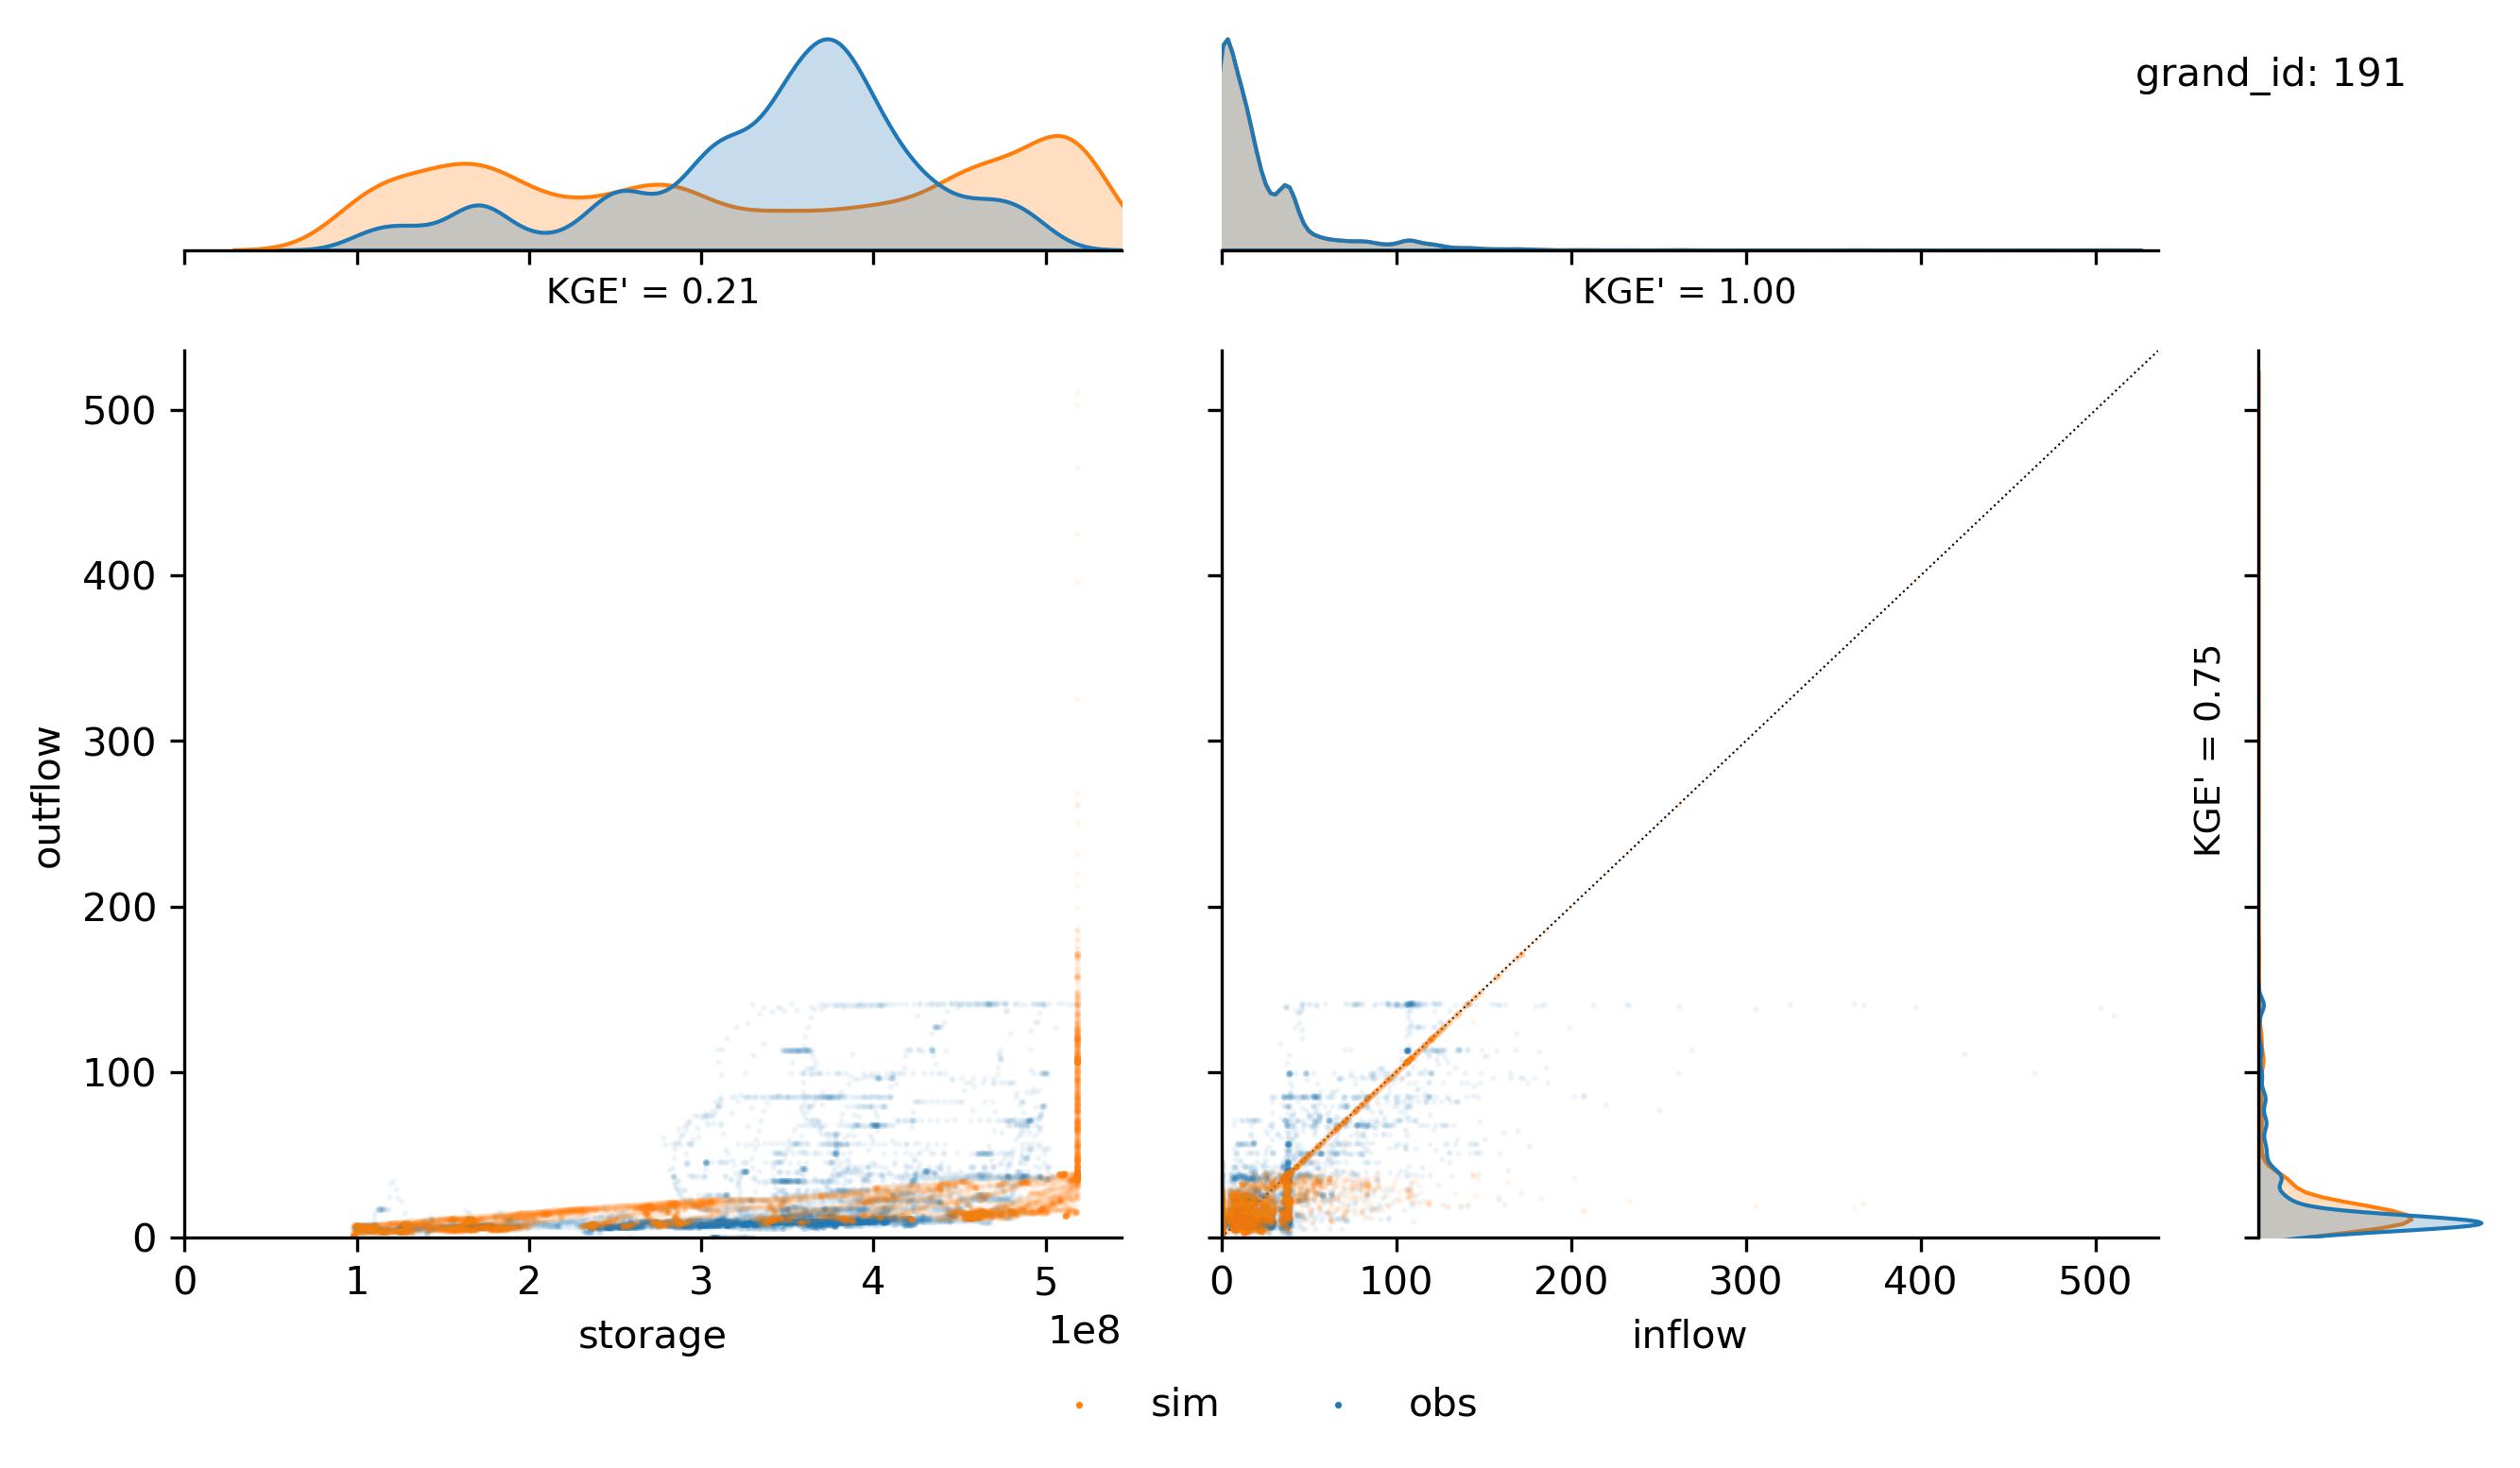 grand_id: 191
KGE' = 0.21
KGE' = 1.00
500
400
300
200
100
0
outflow
KGE' = 0.75
0 1 2 3 4 5
1e8
storage
0 100 200 300 400 500
inflow
sim obs